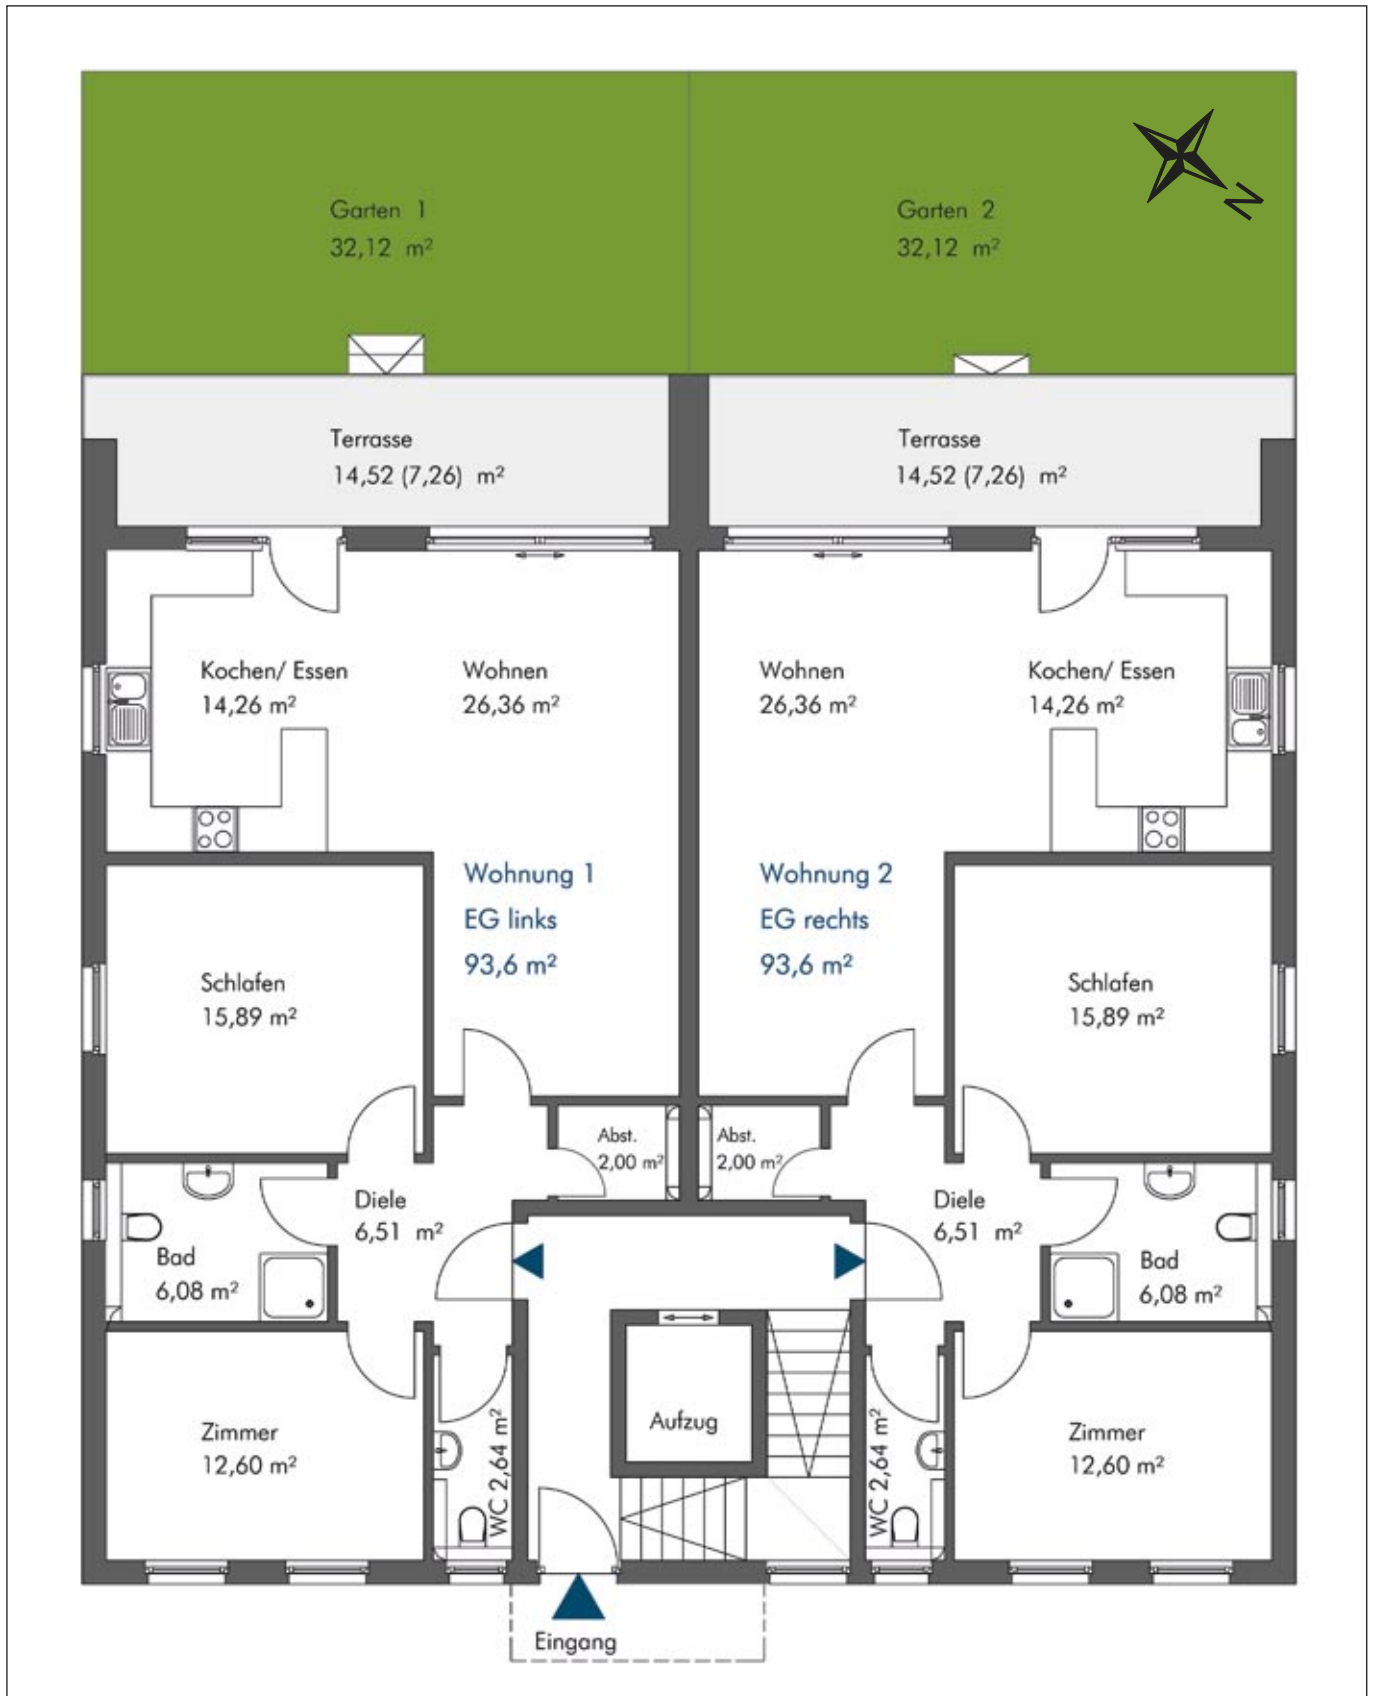 Garten 1
32,12 m²
Garten 2
32,12 m²
N
Terrasse
14,52 (7,26) m²
Terrasse
14,52 (7,26) m²
Kochen/ Essen
14,26 m²
Wohnen
26,36 m²
Wohnen
26,36 m²
Kochen/ Essen
14,26 m²
Wohnung 1
EG links
93,6 m²
Wohnung 2
EG rechts
93,6 m²
Schlafen
15,89 m²
Schlafen
15,89 m²
Abst.
2,00 m²
Abst.
2,00 m²
Diele
6,51 m²
Diele
6,51 m²
Bad
6,08 m²
Bad
6,08 m²
Zimmer
12,60 m²
WC 2,64 m²
Aufzug
WC 2,64 m²
Zimmer
12,60 m²
Eingang